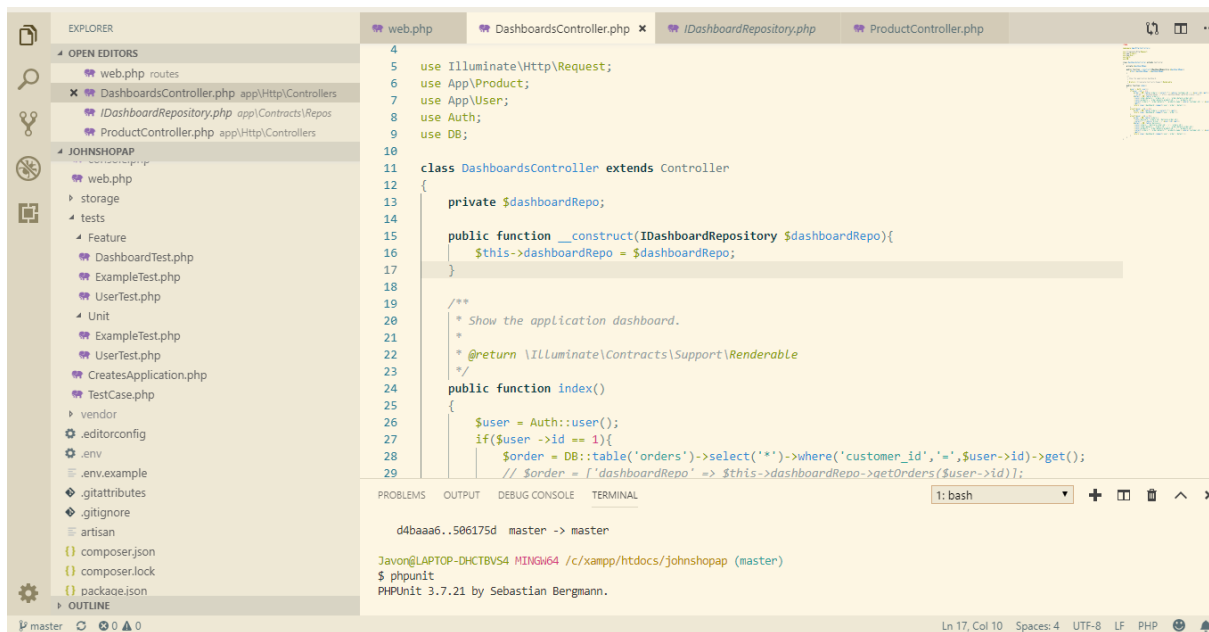 EXPLORER
OPEN EDITORS
web.php routes
DashboardsController.php app\Http\Controllers
IDashboardRepository.php app\Contracts\Repos
ProductController.php app\Http\Controllers
JOHNSHOPAP
console.php
web.php
storage
tests
Feature
DashboardTest.php
ExampleTest.php
UserTest.php
Unit
ExampleTest.php
UserTest.php
CreatesApplication.php
TestCase.php
vendor
.editorconfig
.env
.env.example
.gitattributes
.gitignore
artisan
composer.json
composer.lock
package.json
OUTLINE
web.php DashboardsController.php × IDashboardRepository.php ProductController.php
4
5 use Illuminate\Http\Request;
6 use App\Product;
7 use App\User;
8 use Auth;
9 use DB;
10
11 class DashboardsController extends Controller
12 {
13 private $dashboardRepo;
14
15 public function __construct(IDashboardRepository $dashboardRepo){
16 $this->dashboardRepo = $dashboardRepo;
17 }
18
19 /**
20 * Show the application dashboard.
21 *
22 * @return \Illuminate\Contracts\Support\Renderable
23 */
24 public function index()
25 {
26 $user = Auth::user();
27 if($user ->id == 1){
28 $order = DB::table('orders')->select('*')->where('customer_id','=',$user->id)->get();
29 // $order = ['dashboardRepo' => $this->dashboardRepo->getOrders($user->id)];
PROBLEMS OUTPUT DEBUG CONSOLE TERMINAL 1: bash
d4baaa6..506175d master -> master
Javon@LAPTOP-DHCTBVS4 MINGW64 /c/xampp/htdocs/johnshopap (master)
$ phpunit
PHPUnit 3.7.21 by Sebastian Bergmann.
master 0 0 Ln 17, Col 10 Spaces: 4 UTF-8 LF PHP